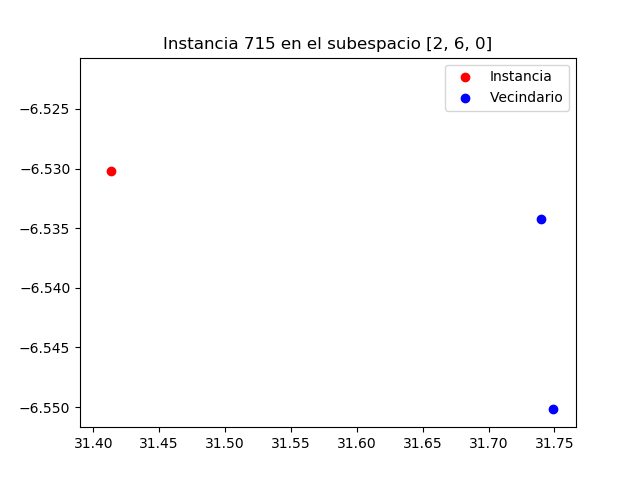 Instancia 715 en el subespacio [2, 6, 0]
Instancia
Vecindario
−6.525
−6.530
−6.535
−6.540
−6.545
−6.550
31.40 31.45 31.50 31.55 31.60 31.65 31.70 31.75